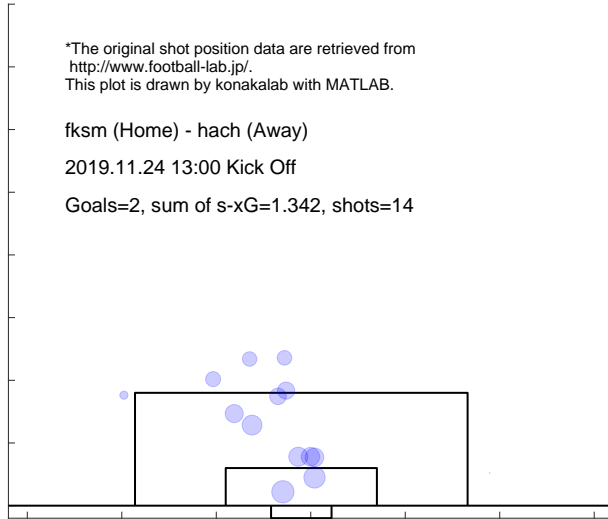 *The original shot position data are retrieved from
http://www.football-lab.jp/.
This plot is drawn by konakalab with MATLAB.
fksm (Home) - hach (Away)
2019.11.24 13:00 Kick Off
Goals=2, sum of s-xG=1.342, shots=14